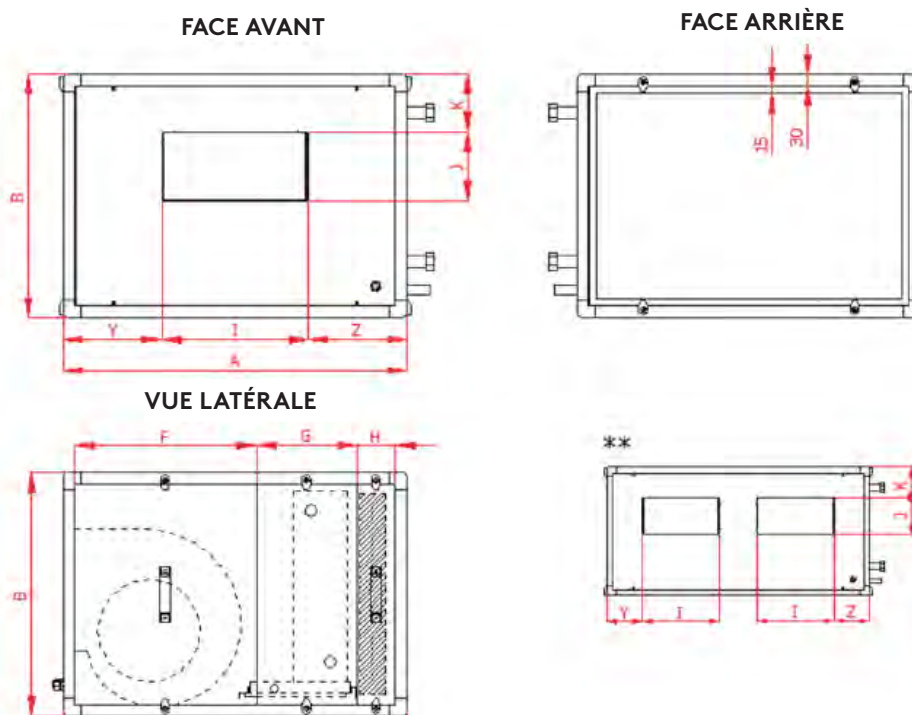 FACE AVANT
FACE ARRIÈRE
K
J
B
15
30
Y I Z
A
VUE LATÉRALE
F G H
B
**
K
J
Y I I Z